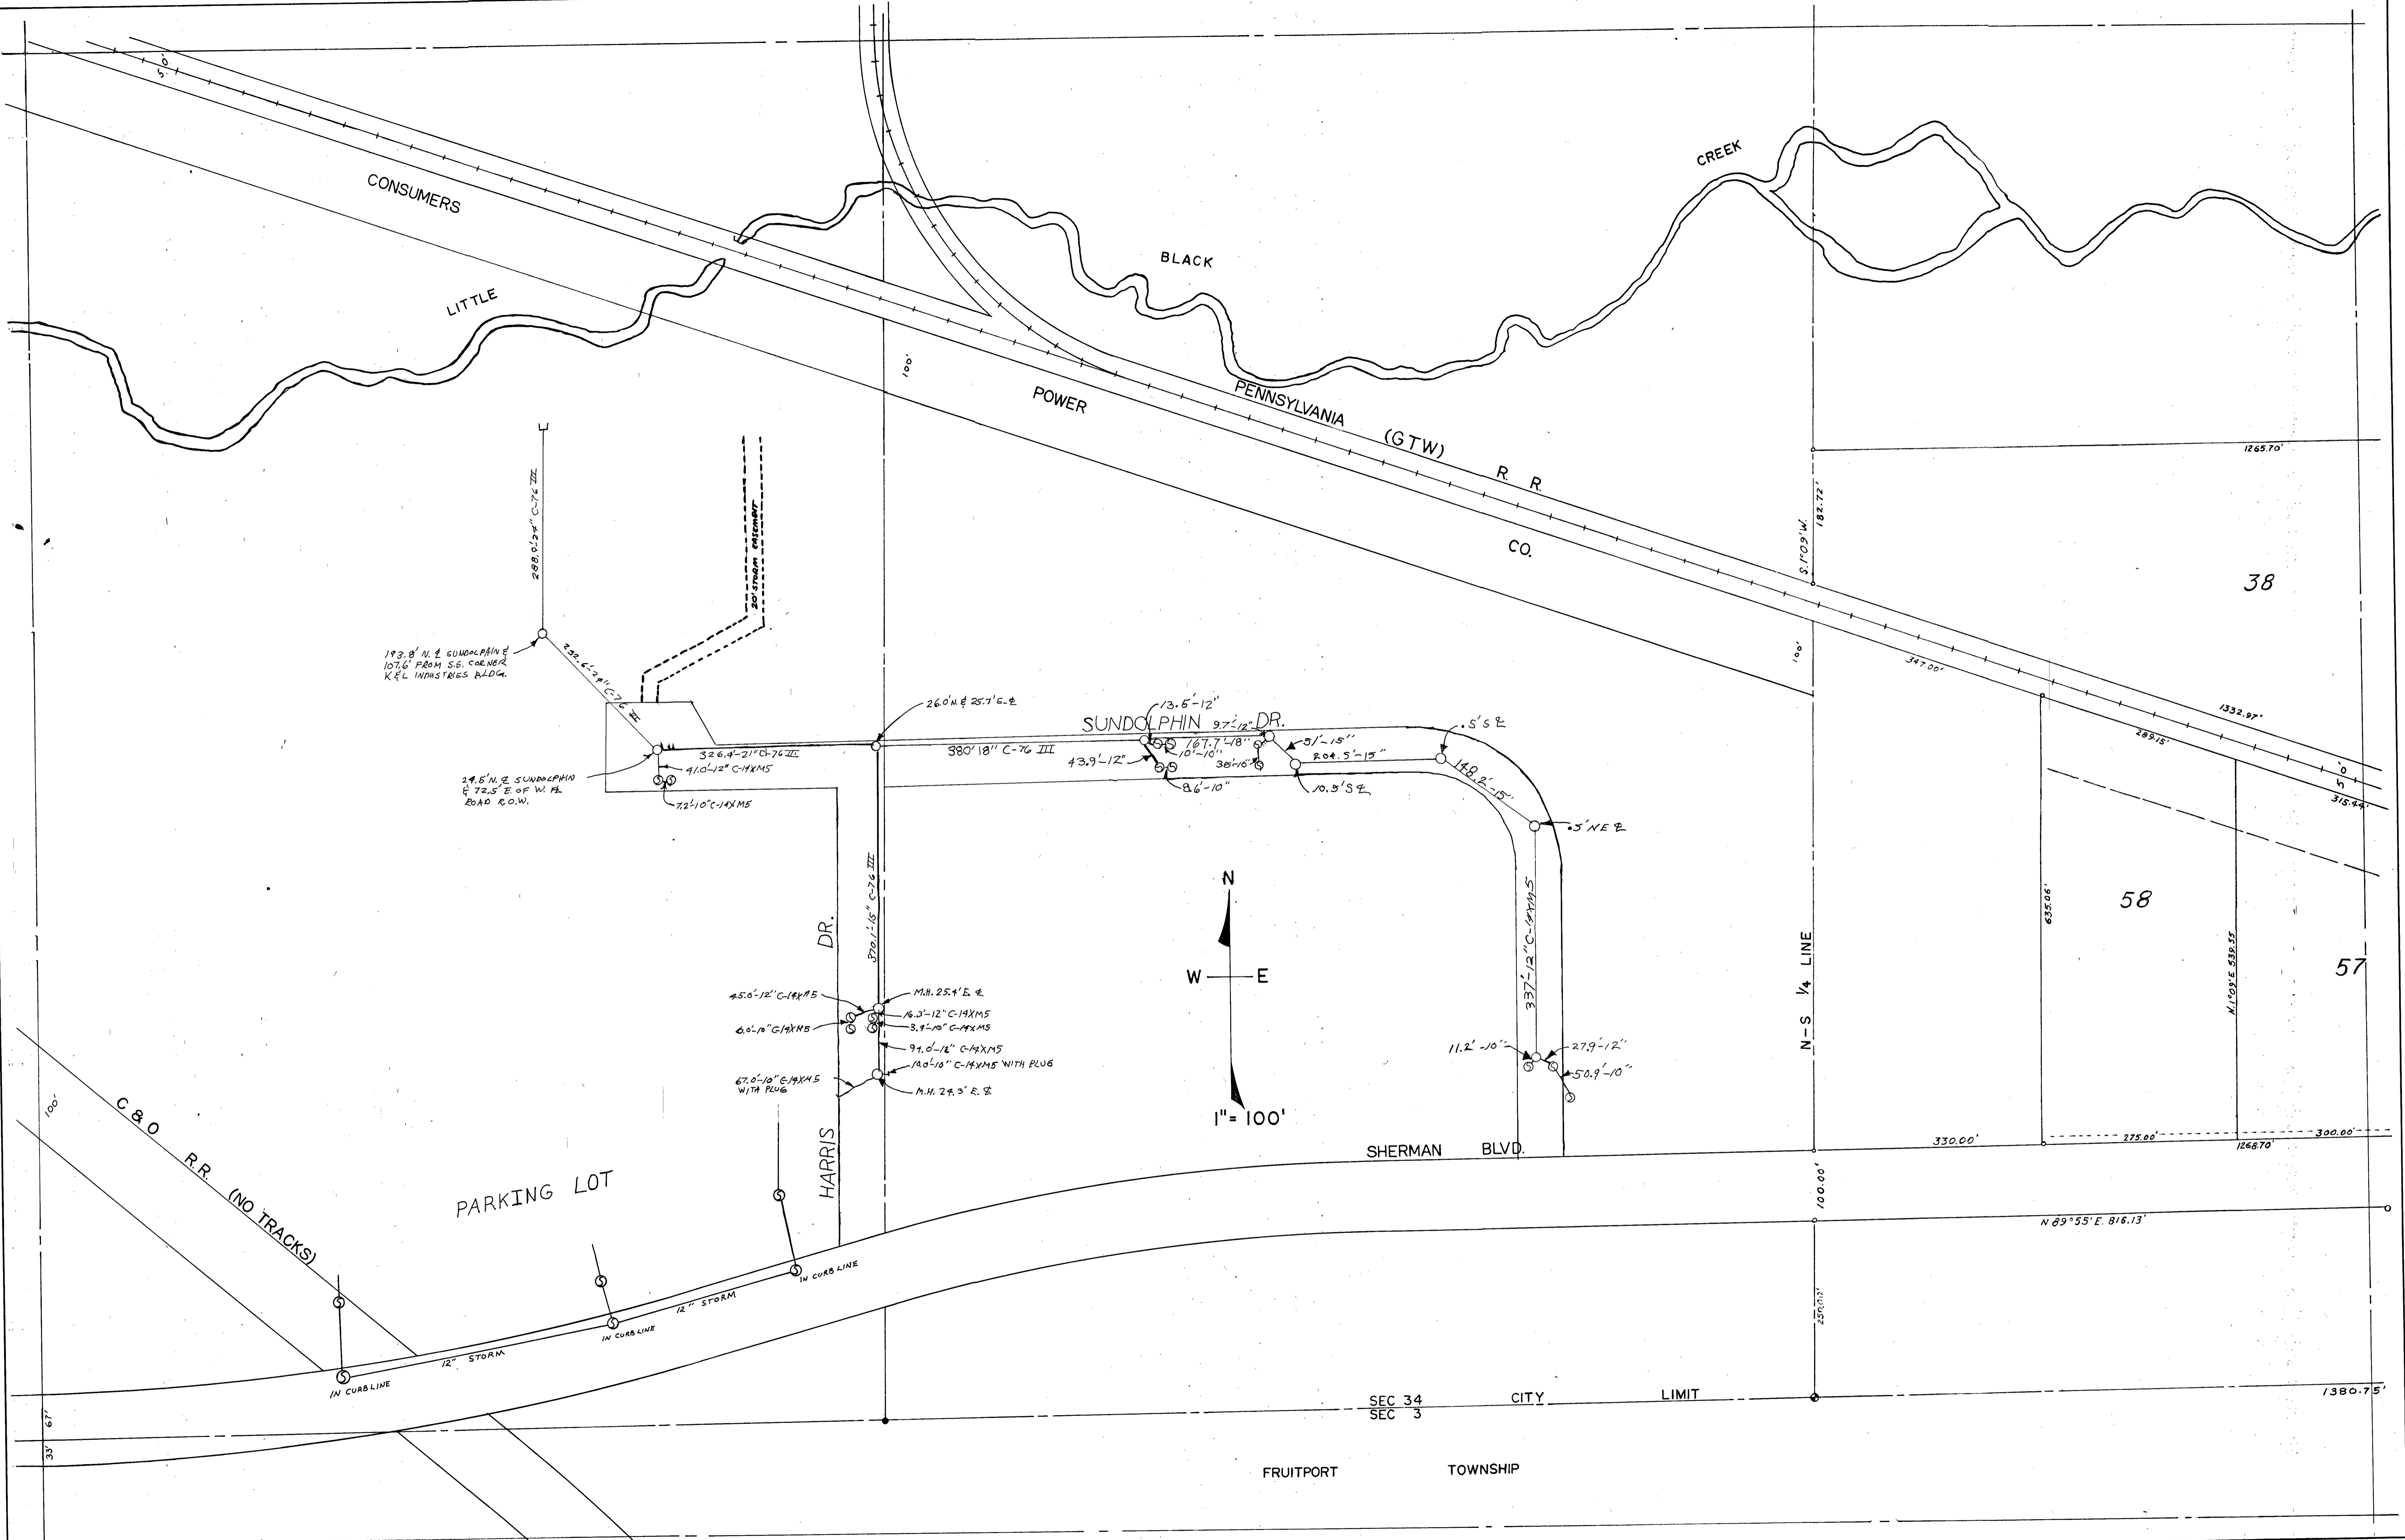 50'
CONSUMERS
LITTLE
BLACK
CREEK
100'
POWER
PENNSYLVANIA
(GTW)
R. R.
CO.
1265.70'
182.72'
S.1°09'W.
38
288.9'-24" C-76 III
20' STORM EASEMENT
193.8' N. ℄ SUNDOLPHIN &
107.6' FROM S.E. CORNER
K & L INDUSTRIES BLDG.
232.6'-24" C-76 III
100'
347.00'
1332.97'
289.15'
50'
315.44'
26.0' N. & 25.7' E. ℄
13.5'-12"
SUNDOLPHIN DR.
9.7'-12"
.5' S ℄
326.4'-21" C-76 III
380' 18" C-76 III
167.7'-18"
51'-15"
10'-10"
204.5'-15"
43.9'-12"
148.2'-15"
41.0'-12" C-14XM5
24.5' N. ℄ SUNDOLPHIN
& 72.5' E. OF W. ℄
ROAD R.O.W.
7.2'-10" C-14XM5
8.6'-10"
10.5' S ℄
.5' NE ℄
370.1'-15" C-76 III
337'-12" C-14XM5
DR.
N
W E
1" = 100'
N-S 1/4 LINE
635.06'
58
N.1°09'E 539.55
57
45.0'-12" C-14XM5
M.H. 25.4' E. ℄
16.3'-12" C-14XM5
6.0'-10" C-14XM5
3.4'-10" C-14XM5
94.0'-12" C-14XM5
10.0'-10" C-14XM5 WITH PLUG
67.0'-10" C-14XM5
WITH PLUG
M.H. 24.3' E. ℄
11.2'-10"
27.9'-12"
50.9'-10"
HARRIS
SHERMAN BLVD.
330.00'
275.00'
300.00'
1268.70'
100'
C & O R.R. (NO TRACKS)
PARKING LOT
100.00'
N 89°55' E. 816.13'
IN CURB LINE
12" STORM
IN CURB LINE
12" STORM
IN CURB LINE
250.00'
67'
33'
SEC 34 CITY LIMIT
SEC 3
1380.75'
FRUITPORT TOWNSHIP